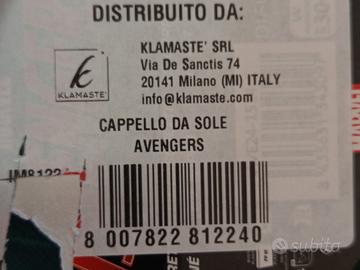 DISTRIBUITO DA:
KLAMASTE' SRL
Via De Sanctis 74
20141 Milano (MI) ITALY
info@klamaste.com
KLAMASTE'
CAPPELLO DA SOLE
AVENGERS
8 007822 812240
subito